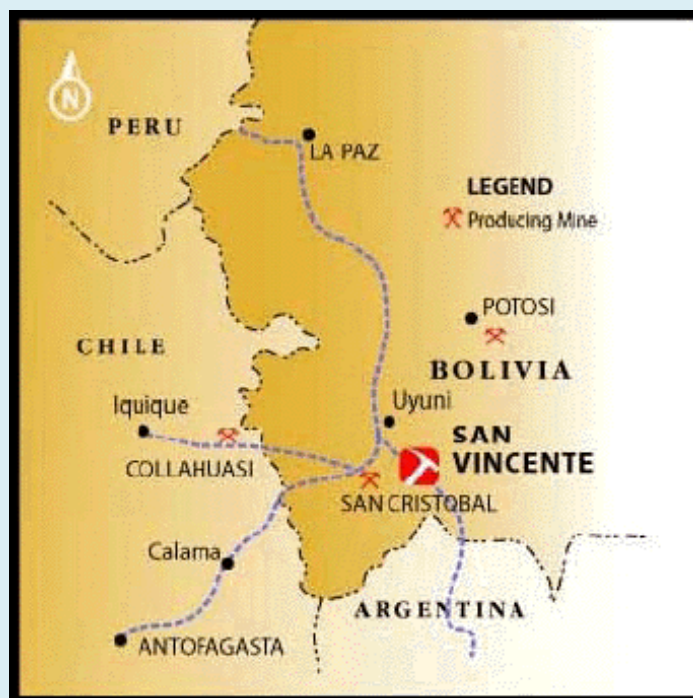 N
PERU
LA PAZ
LEGEND
Producing Mine
POTOSI
CHILE
BOLIVIA
Iquique
Uyuni
SAN
VINCENTE
COLLAHUASI
SAN CRISTOBAL
Calama
ARGENTINA
ANTOFAGASTA